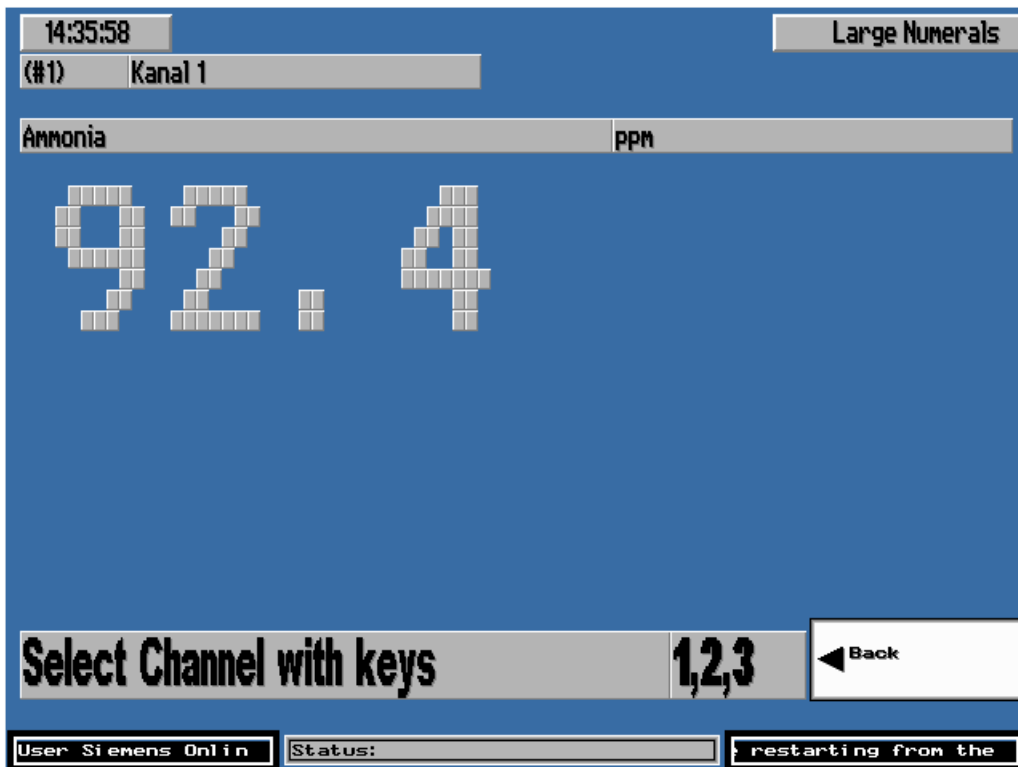 14:35:58 Large Numerals
(#1) Kanal 1
Ammonia ppm
92.4
Select Channel with keys 1,2,3
Back
User Siemens Onlin Status: restarting from the